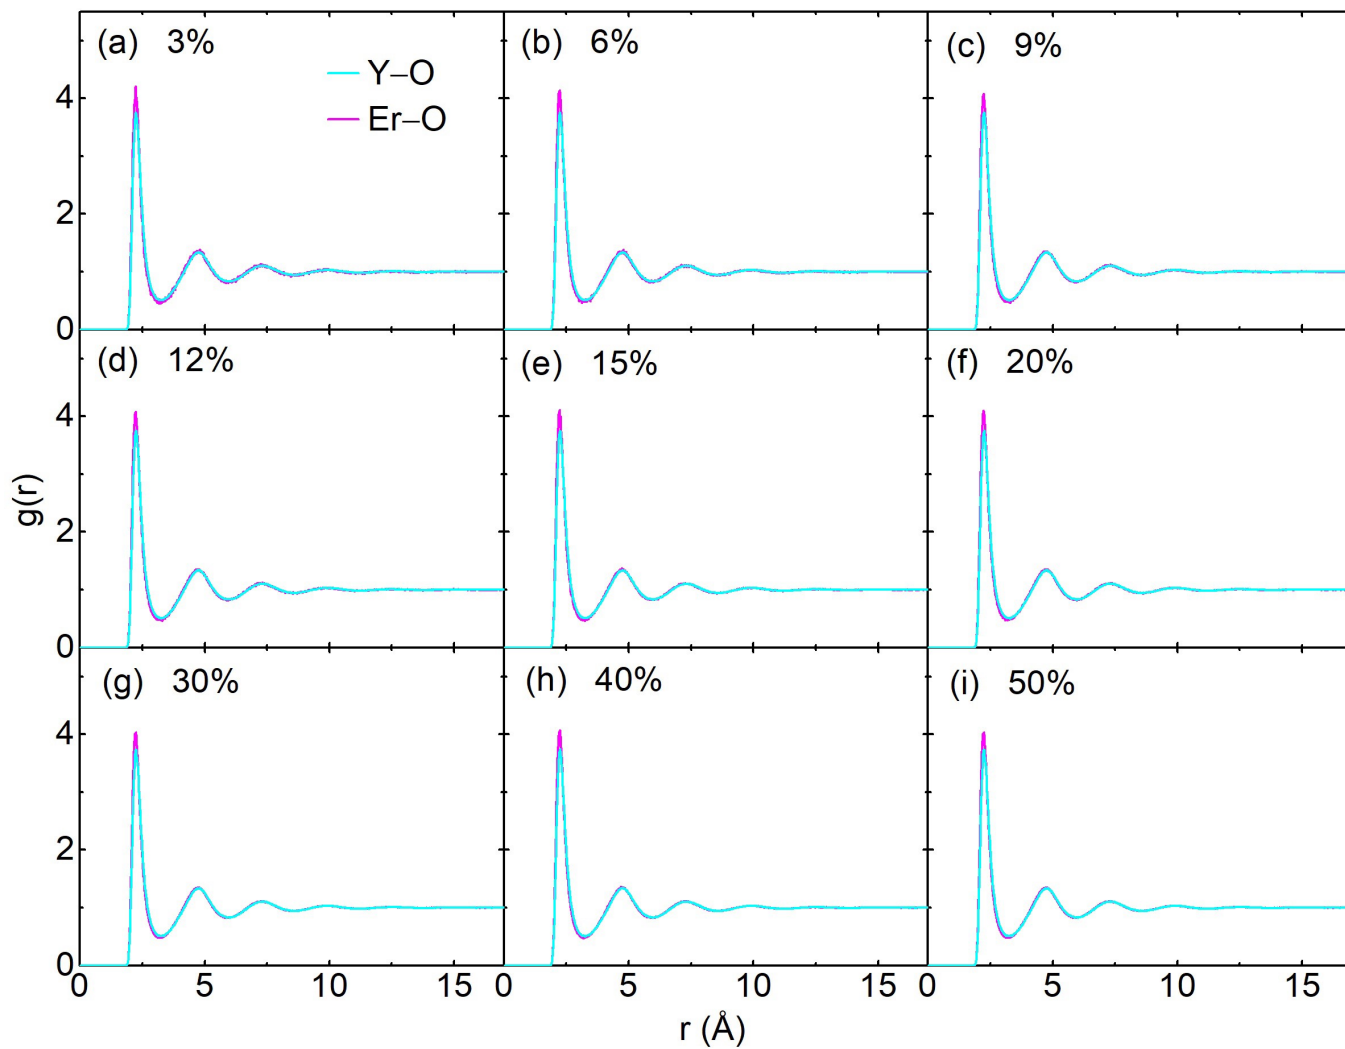 (a) 3%
Y–O
Er–O
(b) 6%
(c) 9%
4
2
0
(d) 12%
(e) 15%
(f) 20%
4
2
0
g(r)
(g) 30%
(h) 40%
(i) 50%
4
2
0
0 5 10 15 0 5 10 15 0 5 10 15
r (Å)